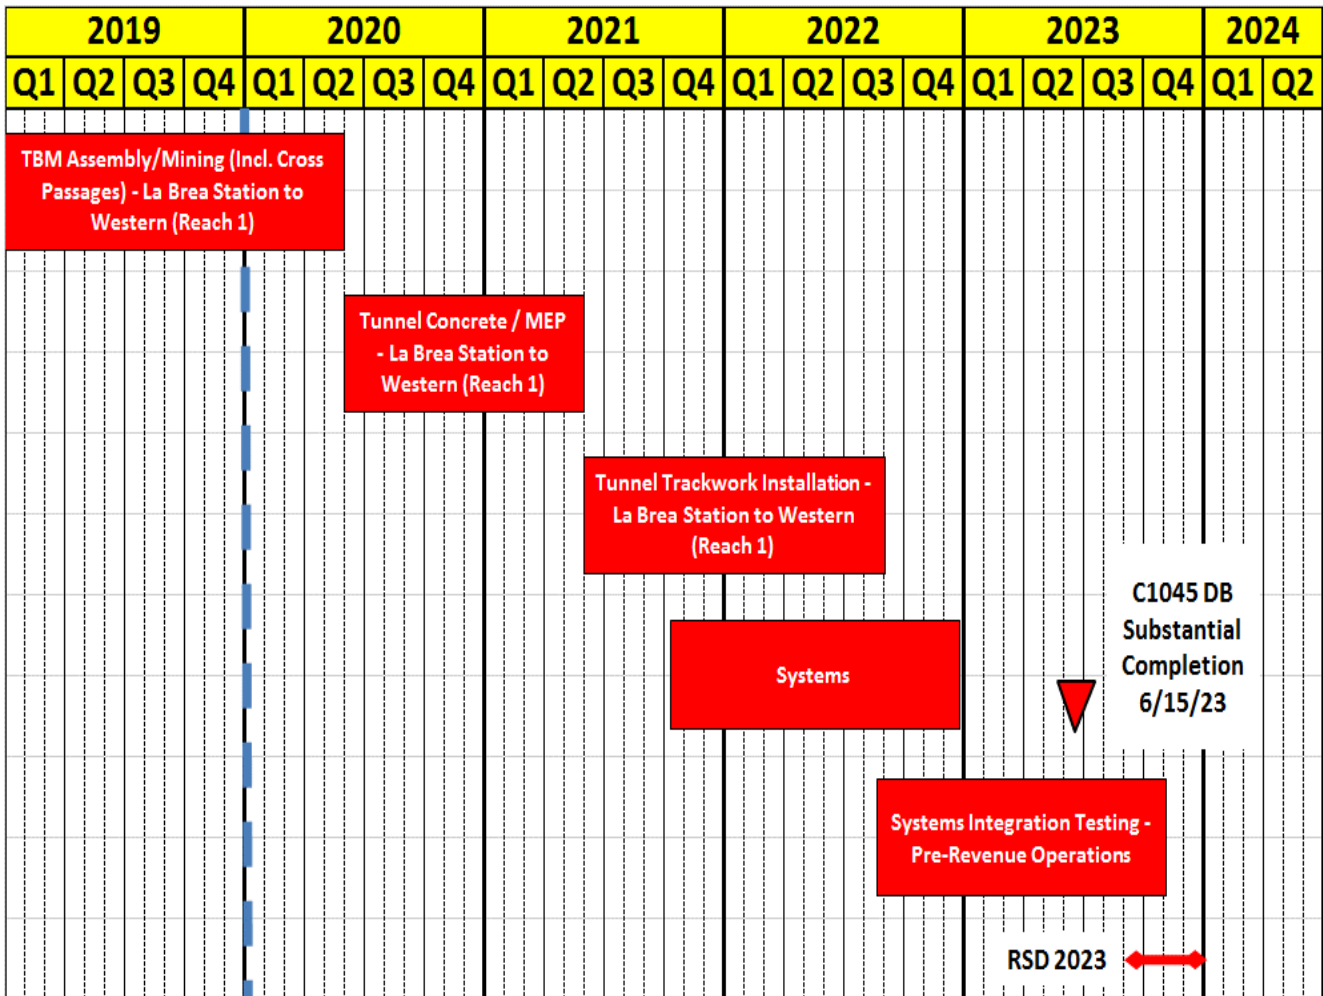 2019 2020 2021 2022 2023 2024
Q1 Q2 Q3 Q4 Q1 Q2 Q3 Q4 Q1 Q2 Q3 Q4 Q1 Q2 Q3 Q4 Q1 Q2 Q3 Q4 Q1 Q2
TBM Assembly/Mining (Incl. Cross
Passages) - La Brea Station to
Western (Reach 1)
Tunnel Concrete / MEP
- La Brea Station to
Western (Reach 1)
Tunnel Trackwork Installation -
La Brea Station to Western
(Reach 1)
C1045 DB
Substantial
Completion
6/15/23
Systems
Systems Integration Testing -
Pre-Revenue Operations
RSD 2023